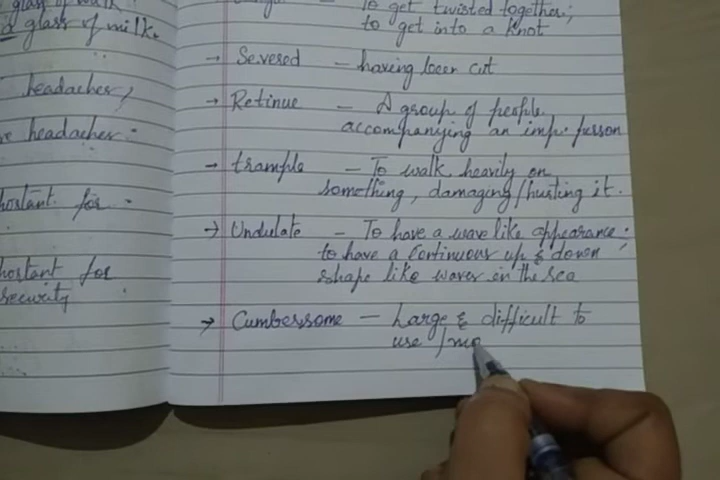 glass of
a glass of milk.
headaches,
headaches.
for
for
security
To get twisted together;
to get into a knot
→ Severed – having been cut
→ Retinue – A group of people
accompanying an imp. person
→ trample – To walk heavily on
something, damaging/hurting it.
→ Undulate – To have a wave like appearance;
to have a continuous up & down
shape like waves in the sea
→ Cumbersome – Large & difficult to
use / mo